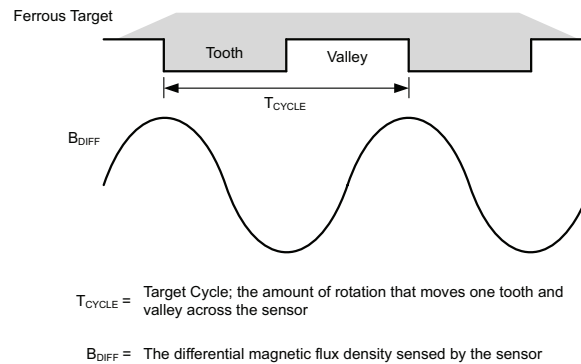 Ferrous Target
Tooth
Valley
TCYCLE
BDIFF
TCYCLE = Target Cycle; the amount of rotation that moves one tooth and
valley across the sensor
BDIFF = The differential magnetic flux density sensed by the sensor